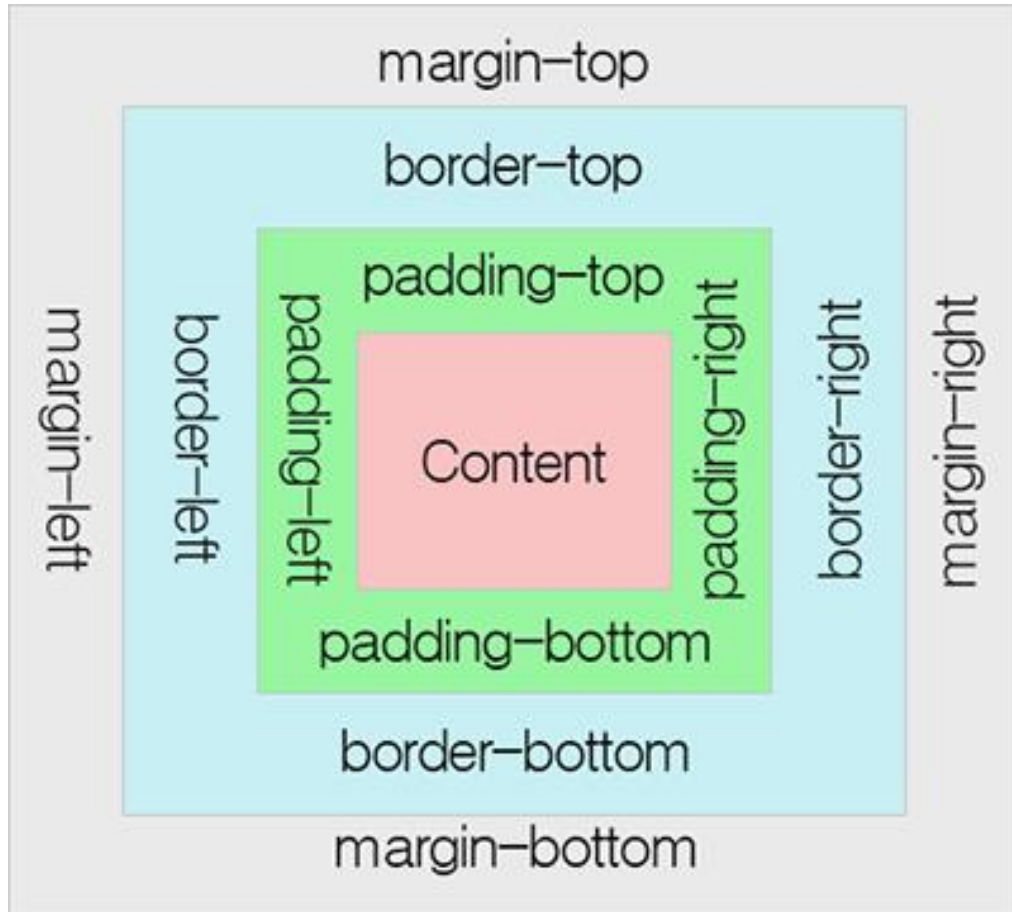 margin-top
border-top
padding-top
margin-left
border-left
padding-left
Content
padding-right
border-right
margin-right
padding-bottom
border-bottom
margin-bottom